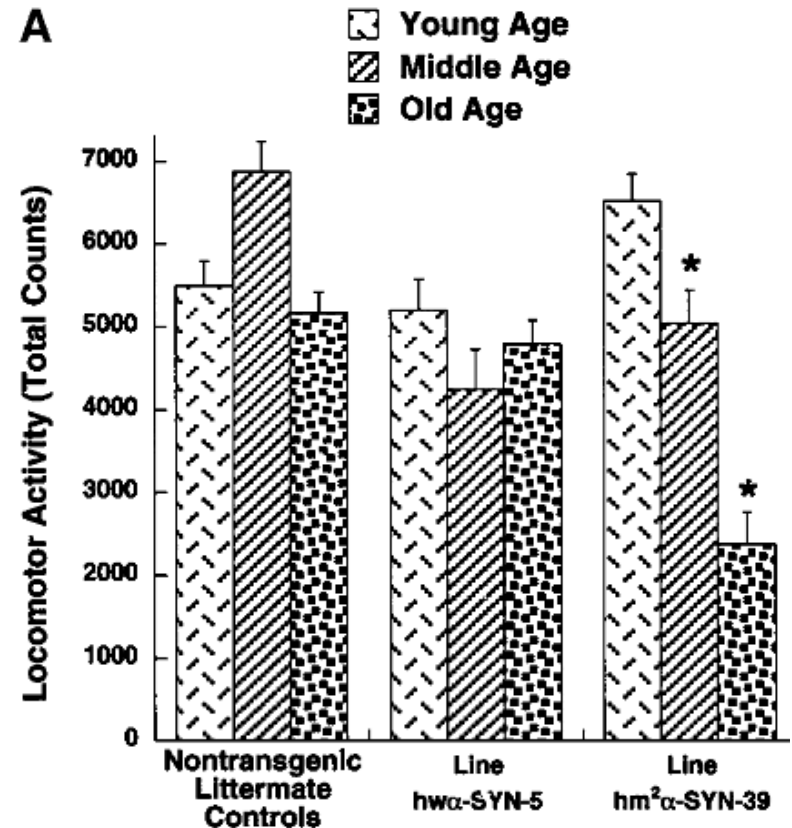 A
Young Age
Middle Age
Old Age
Locomotor Activity (Total Counts)
7000
6000
5000
4000
3000
2000
1000
0
*
*
Nontransgenic
Littermate
Controls
Line
hwα-SYN-5
Line
hm²α-SYN-39